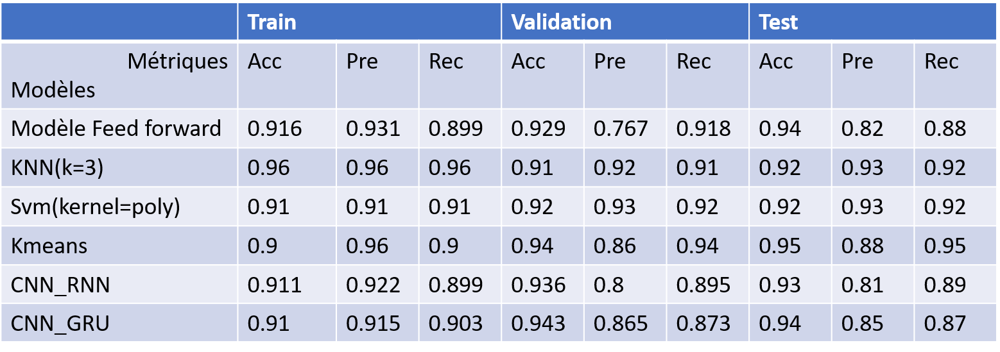 Train Validation Test
Métriques Acc Pre Rec Acc Pre Rec Acc Pre Rec
Modèles
Modèle Feed forward 0.916 0.931 0.899 0.929 0.767 0.918 0.94 0.82 0.88
KNN(k=3) 0.96 0.96 0.96 0.91 0.92 0.91 0.92 0.93 0.92
Svm(kernel=poly) 0.91 0.91 0.91 0.92 0.93 0.92 0.92 0.93 0.92
Kmeans 0.9 0.96 0.9 0.94 0.86 0.94 0.95 0.88 0.95
CNN_RNN 0.911 0.922 0.899 0.936 0.8 0.895 0.93 0.81 0.89
CNN_GRU 0.91 0.915 0.903 0.943 0.865 0.873 0.94 0.85 0.87